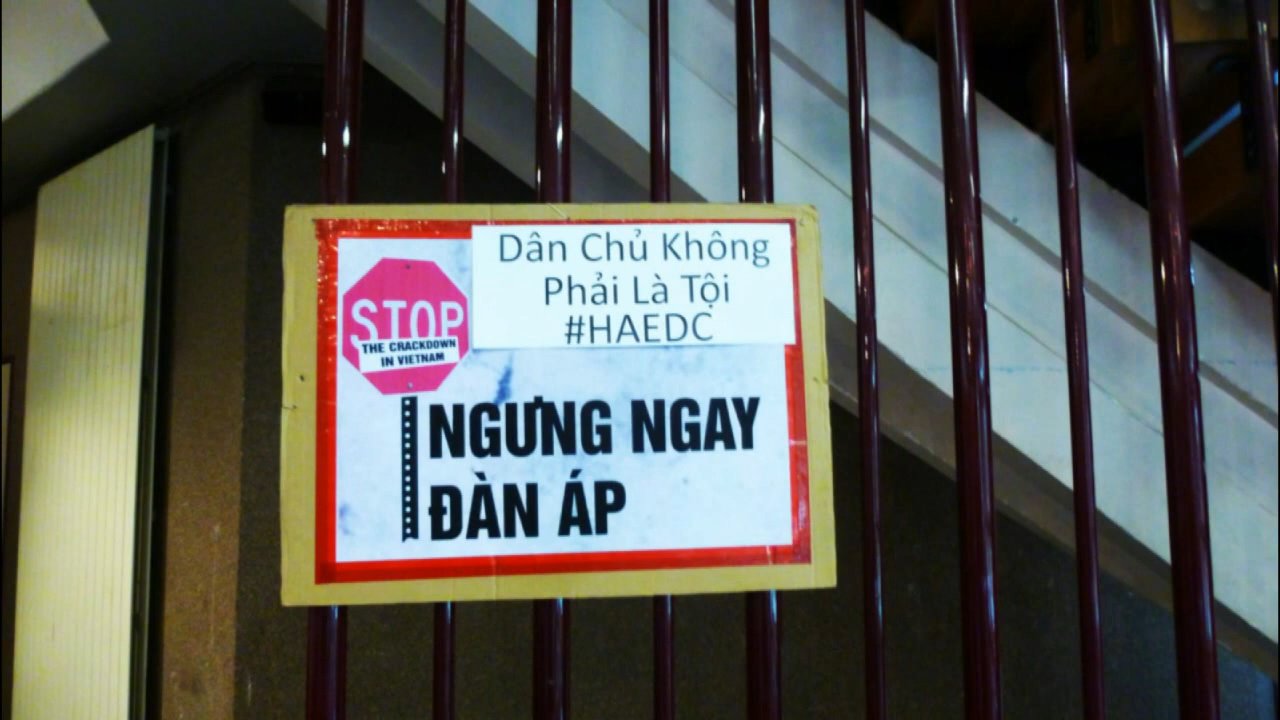 Dân Chủ Không
Phải Là Tội
#HAEDC
STOP
THE CRACKDOWN
IN VIETNAM
NGƯNG NGAY
ĐÀN ÁP